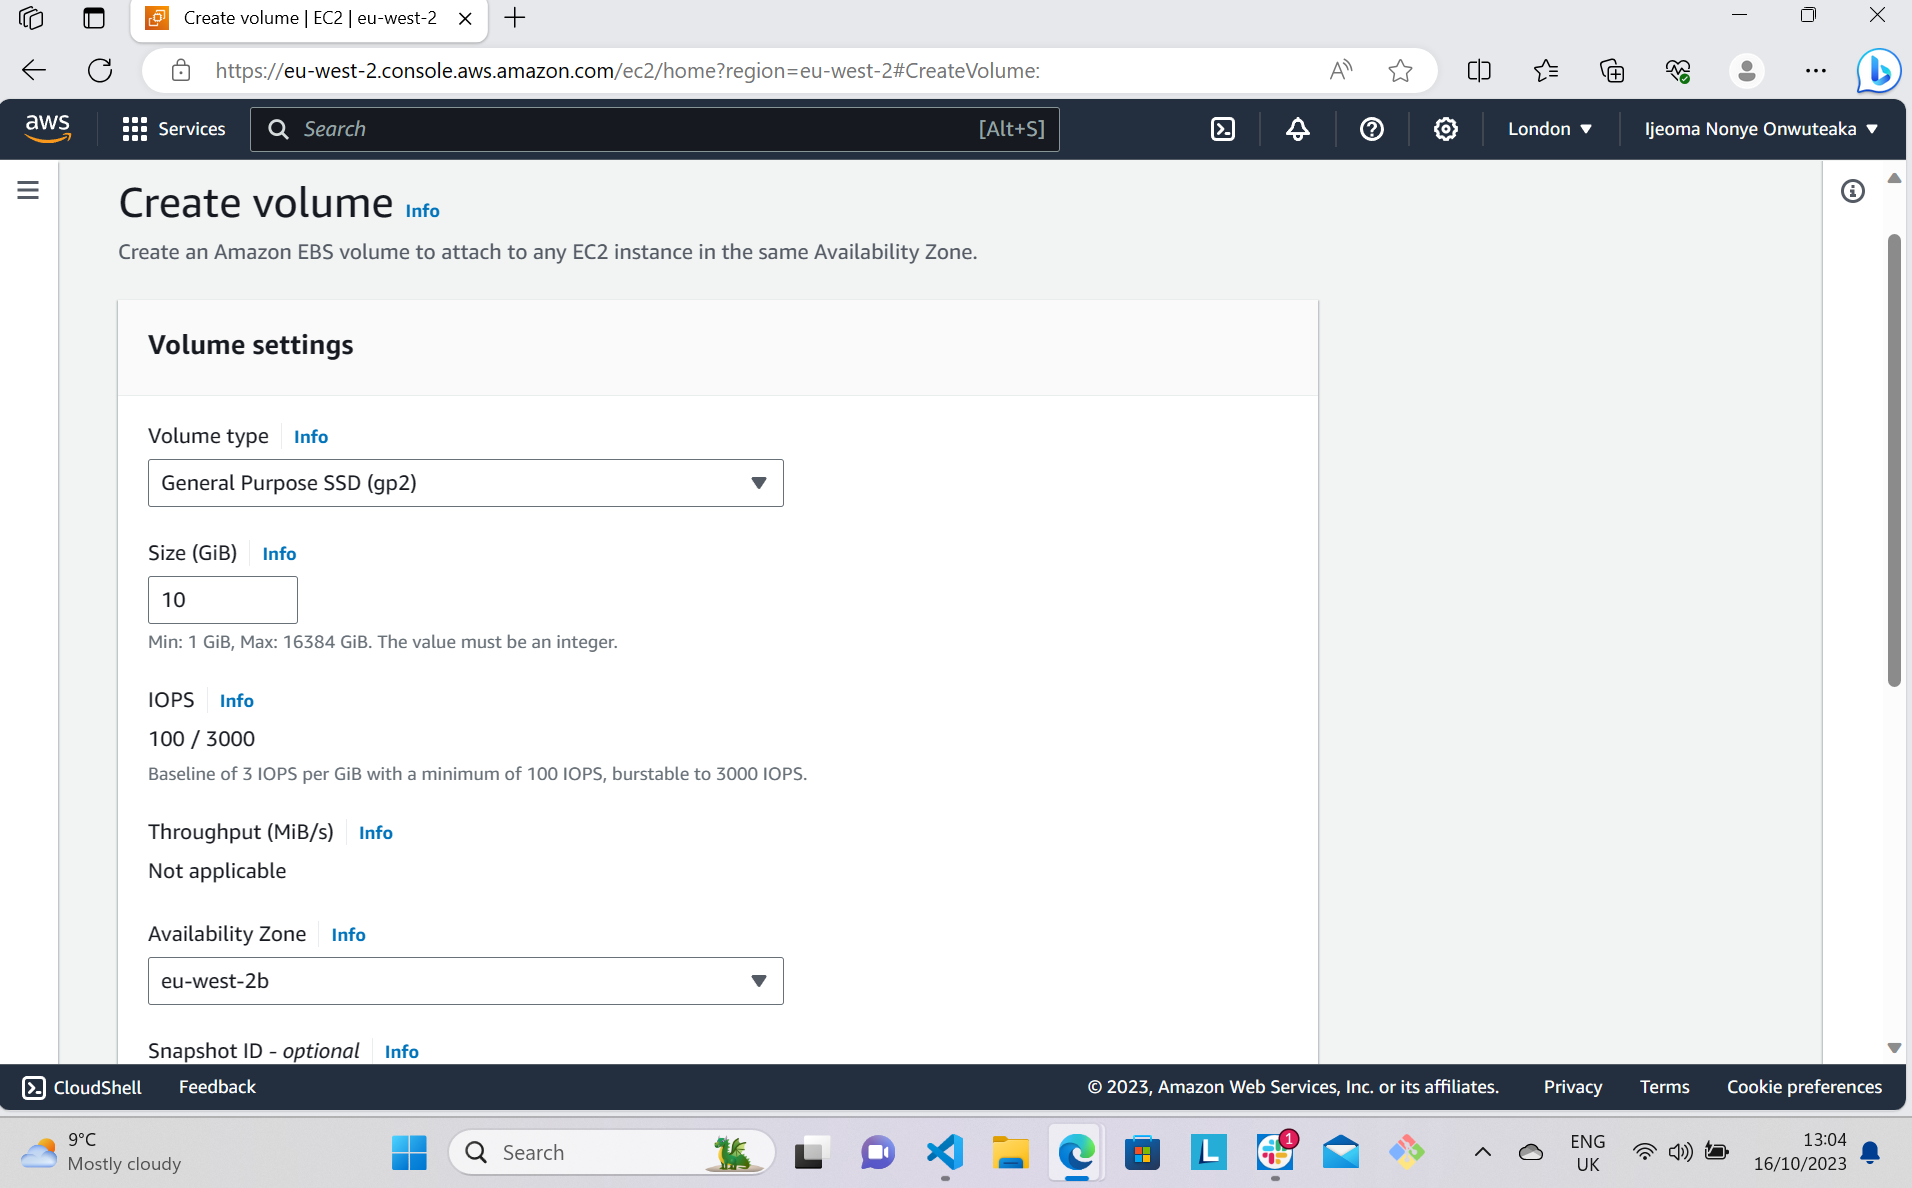 Create volume | EC2 | eu-west-2
https://eu-west-2.console.aws.amazon.com/ec2/home?region=eu-west-2#CreateVolume:
aws
Services
Search
[Alt+S]
London
Ijeoma Nonye Onwuteaka
Create volume Info
Create an Amazon EBS volume to attach to any EC2 instance in the same Availability Zone.
Volume settings
Volume type Info
General Purpose SSD (gp2)
Size (GiB) Info
10
Min: 1 GiB, Max: 16384 GiB. The value must be an integer.
IOPS Info
100 / 3000
Baseline of 3 IOPS per GiB with a minimum of 100 IOPS, burstable to 3000 IOPS.
Throughput (MiB/s) Info
Not applicable
Availability Zone Info
eu-west-2b
Snapshot ID - optional Info
CloudShell
Feedback
© 2023, Amazon Web Services, Inc. or its affiliates.
Privacy
Terms
Cookie preferences
9°C
Mostly cloudy
Search
L
1
ENG
UK
13:04
16/10/2023